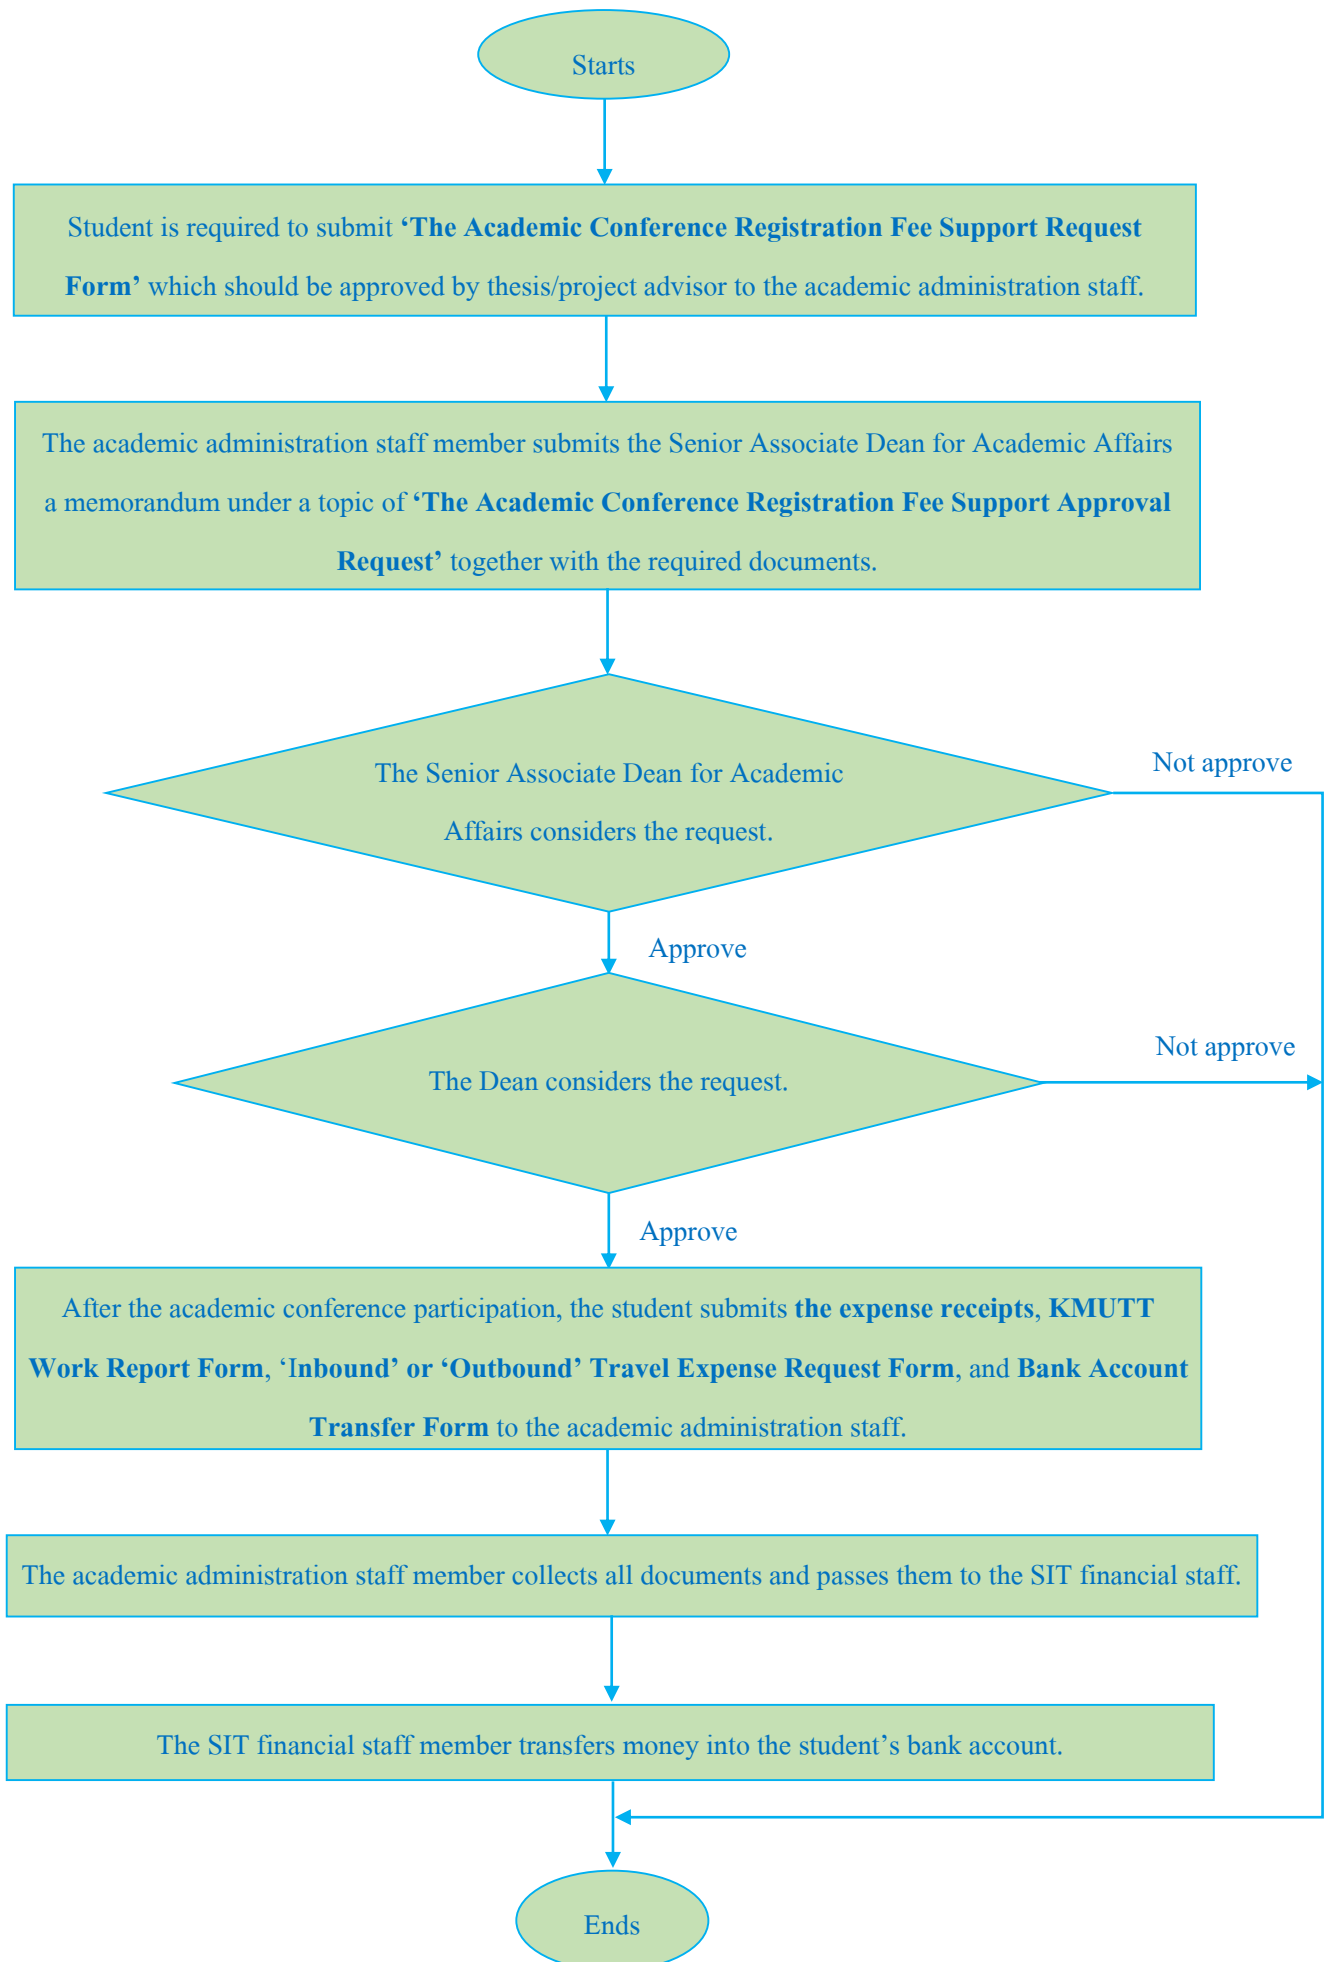 Starts
Student is required to submit ‘The Academic Conference Registration Fee Support Request
Form’ which should be approved by thesis/project advisor to the academic administration staff.
The academic administration staff member submits the Senior Associate Dean for Academic Affairs
a memorandum under a topic of ‘The Academic Conference Registration Fee Support Approval
Request’ together with the required documents.
The Senior Associate Dean for Academic
Affairs considers the request.
Not approve
Approve
The Dean considers the request.
Not approve
Approve
After the academic conference participation, the student submits the expense receipts, KMUTT
Work Report Form, ‘Inbound’ or ‘Outbound’ Travel Expense Request Form, and Bank Account
Transfer Form to the academic administration staff.
The academic administration staff member collects all documents and passes them to the SIT financial staff.
The SIT financial staff member transfers money into the student’s bank account.
Ends